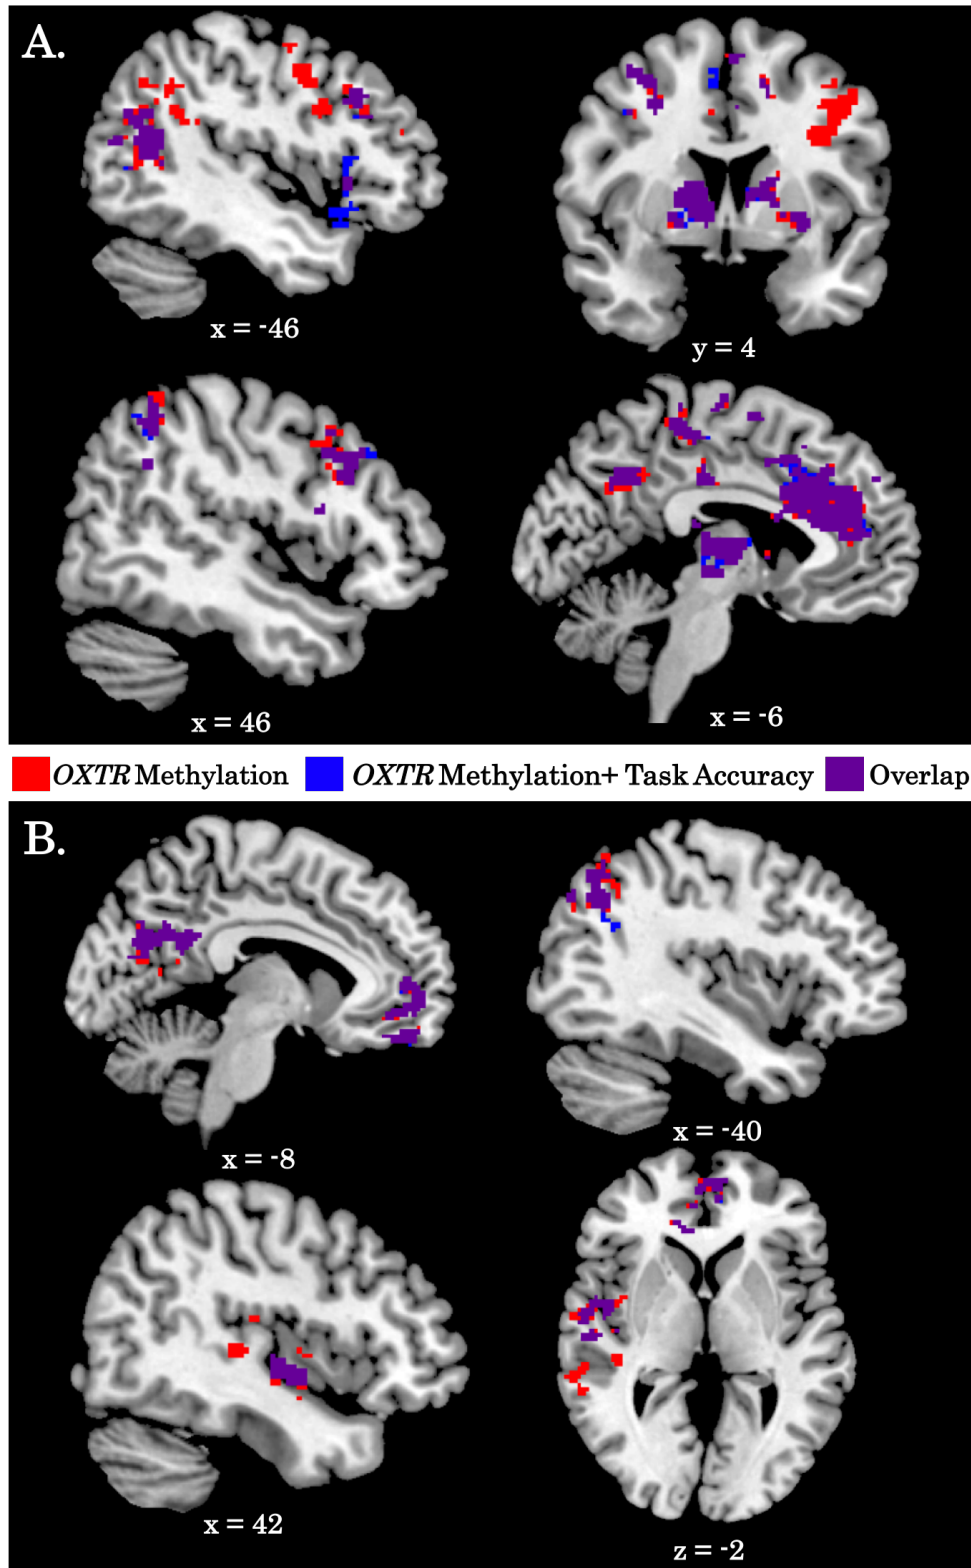 A.
x = -46
y = 4
x = 46
x = -6
OXTR Methylation
OXTR Methylation+ Task Accuracy
Overlap
B.
x = -8
x = -40
x = 42
z = -2